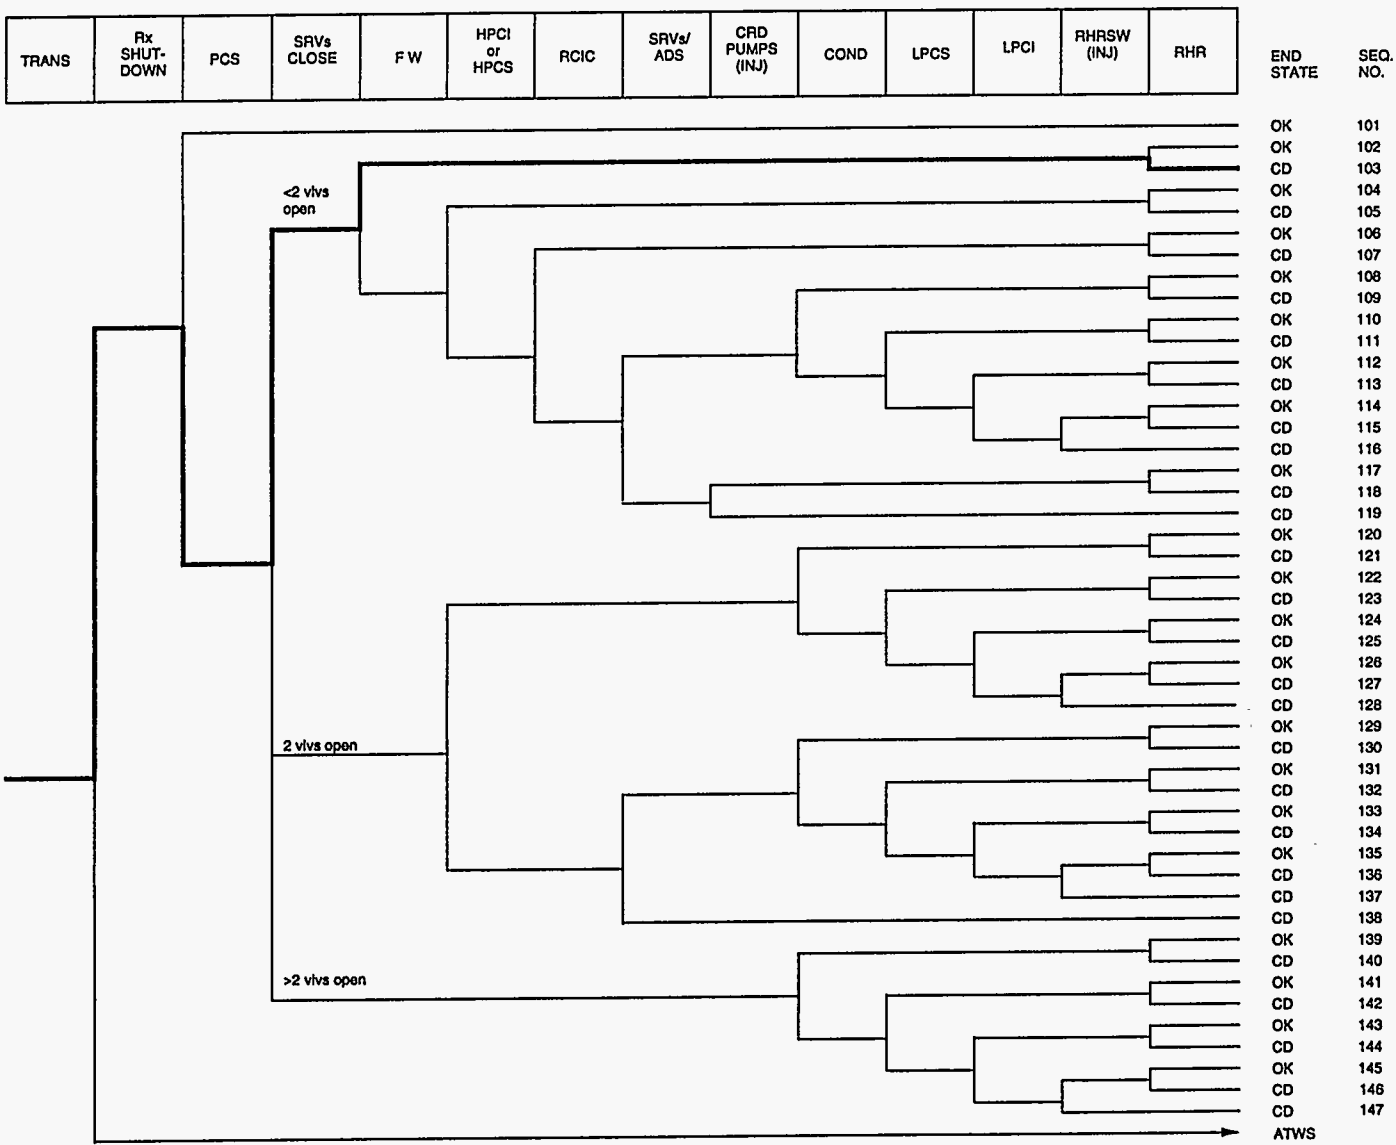 TRANS
Rx
SHUT-
DOWN
PCS
SRVs
CLOSE
FW
HPCI
or
HPCS
RCIC
SRVs/
ADS
CRD
PUMPS
(INJ)
COND
LPCS
LPCI
RHRSW
(INJ)
RHR
END
STATE
SEQ.
NO.
OK 101
OK 102
CD 103
OK 104
CD 105
OK 106
CD 107
OK 108
CD 109
OK 110
CD 111
OK 112
CD 113
OK 114
CD 115
CD 116
OK 117
CD 118
CD 119
OK 120
CD 121
OK 122
CD 123
OK 124
CD 125
OK 126
CD 127
CD 128
OK 129
CD 130
OK 131
CD 132
OK 133
CD 134
OK 135
CD 136
CD 137
CD 138
OK 139
CD 140
OK 141
CD 142
OK 143
CD 144
OK 145
CD 146
CD 147
ATWS
<2 vlvs
open
2 vlvs open
>2 vlvs open